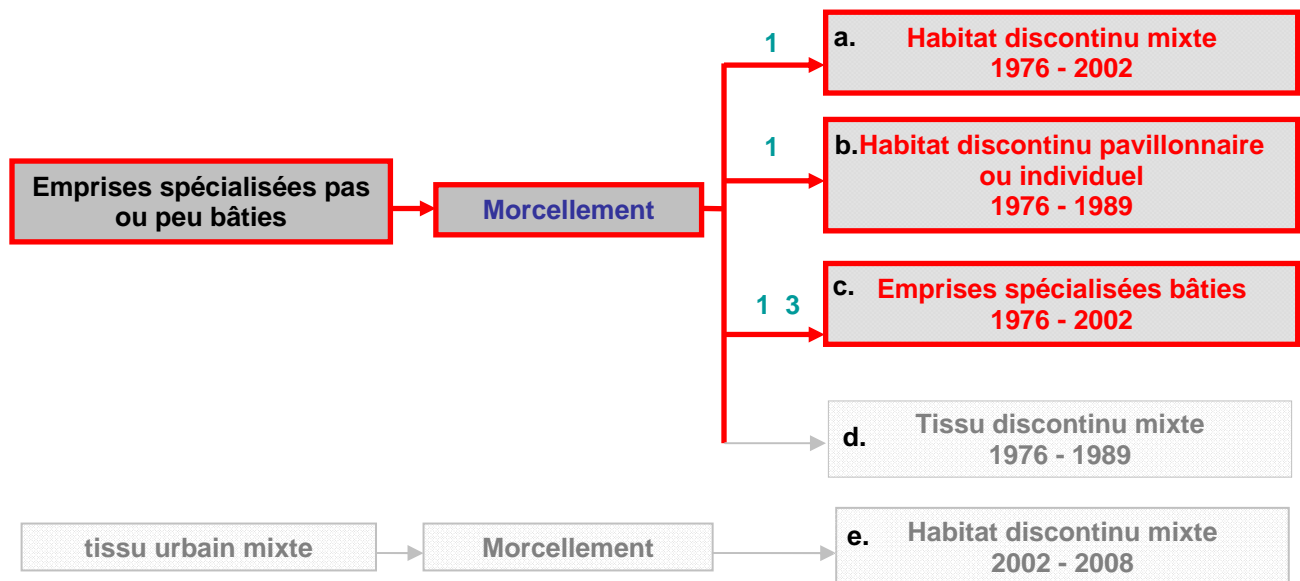 1
a. Habitat discontinu mixte
1976 - 2002
1
b. Habitat discontinu pavillonnaire
ou individuel
1976 - 1989
Emprises spécialisées pas
ou peu bâties
Morcellement
1 3
c. Emprises spécialisées bâties
1976 - 2002
d. Tissu discontinu mixte
1976 - 1989
tissu urbain mixte
Morcellement
e. Habitat discontinu mixte
2002 - 2008